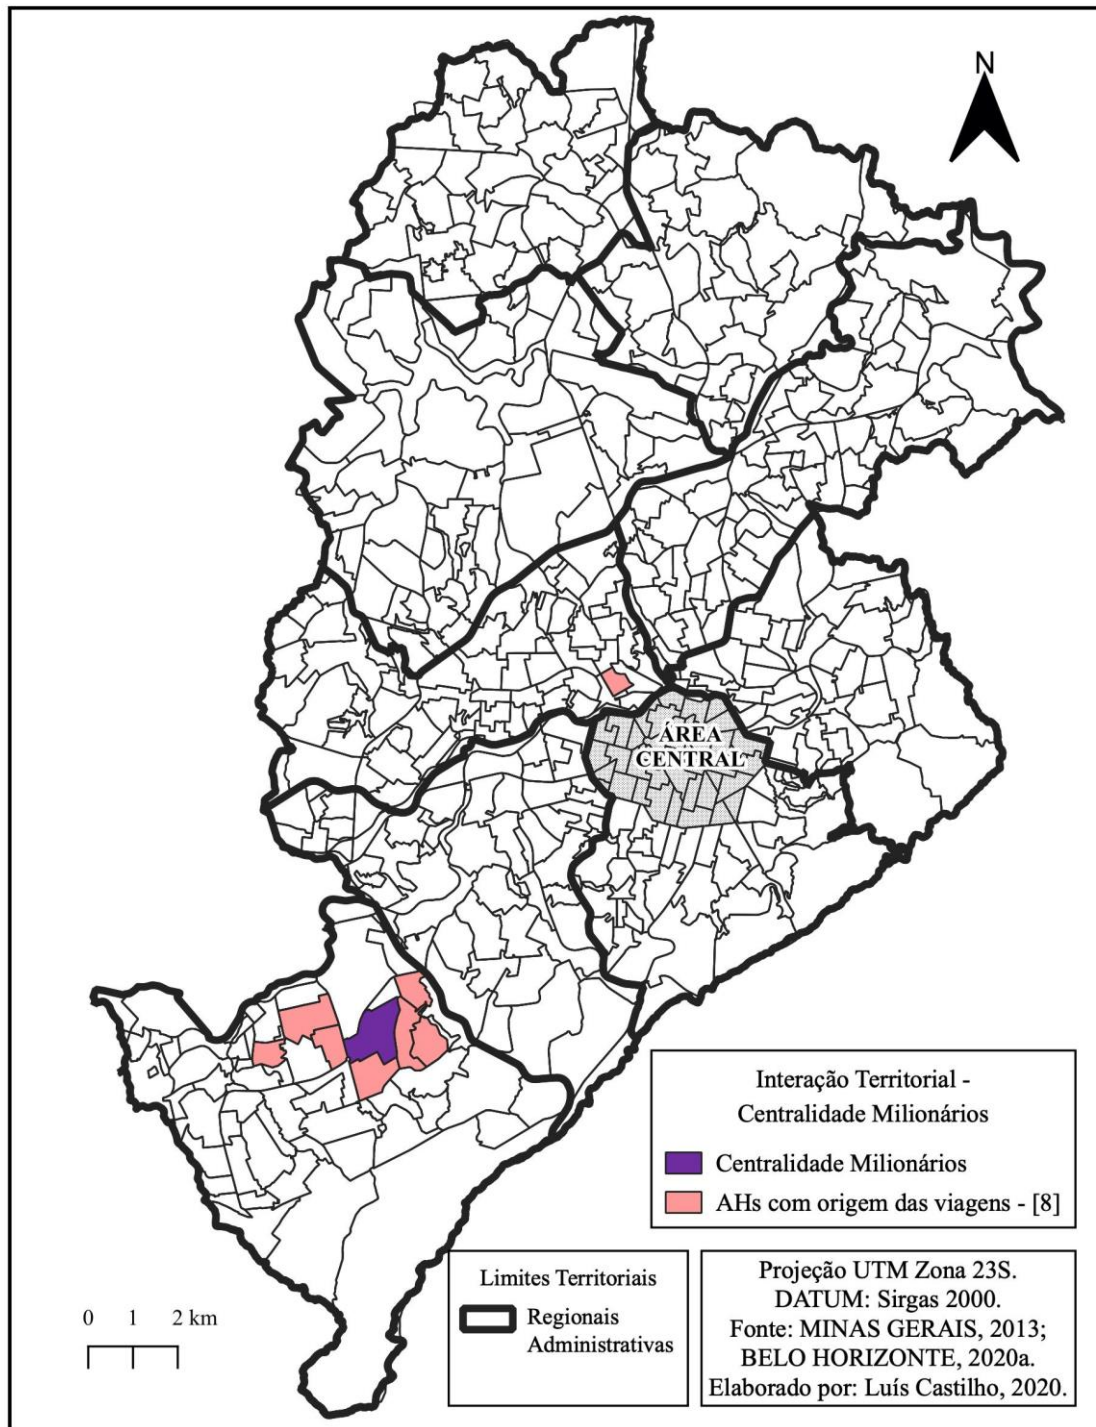 N
ÁREA
CENTRAL
Interação Territorial -
Centralidade Milionários
Centralidade Milionários
AHs com origem das viagens - [8]
Limites Territoriais
Regionais
Administrativas
Projeção UTM Zona 23S.
DATUM: Sirgas 2000.
Fonte: MINAS GERAIS, 2013;
BELO HORIZONTE, 2020a.
Elaborado por: Luís Castilho, 2020.
0 1 2 km